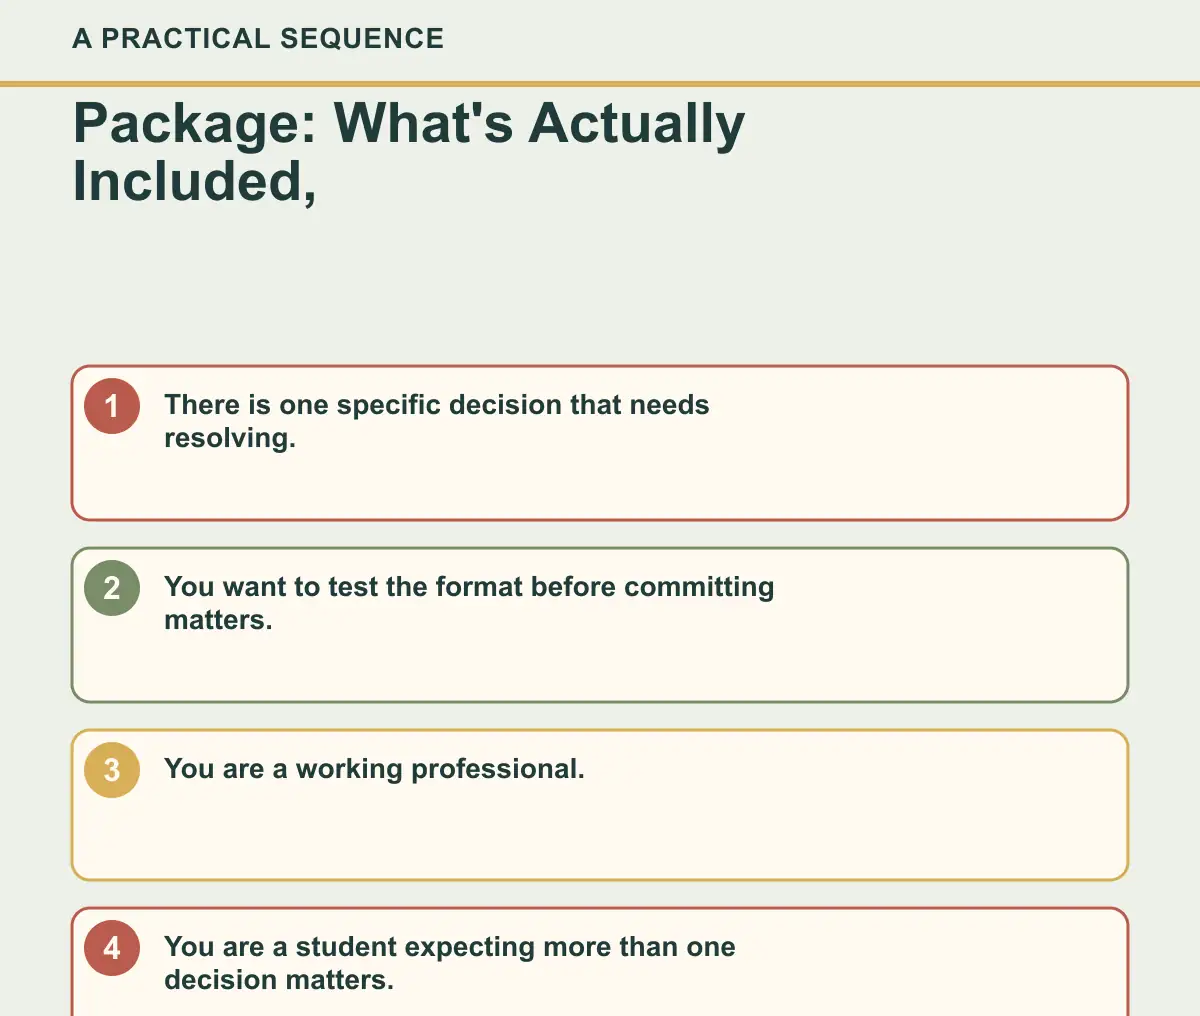 A PRACTICAL SEQUENCE
Package: What's Actually
Included,
1
There is one specific decision that needs
resolving.
2
You want to test the format before committing
matters.
3
You are a working professional.
4
You are a student expecting more than one
decision matters.